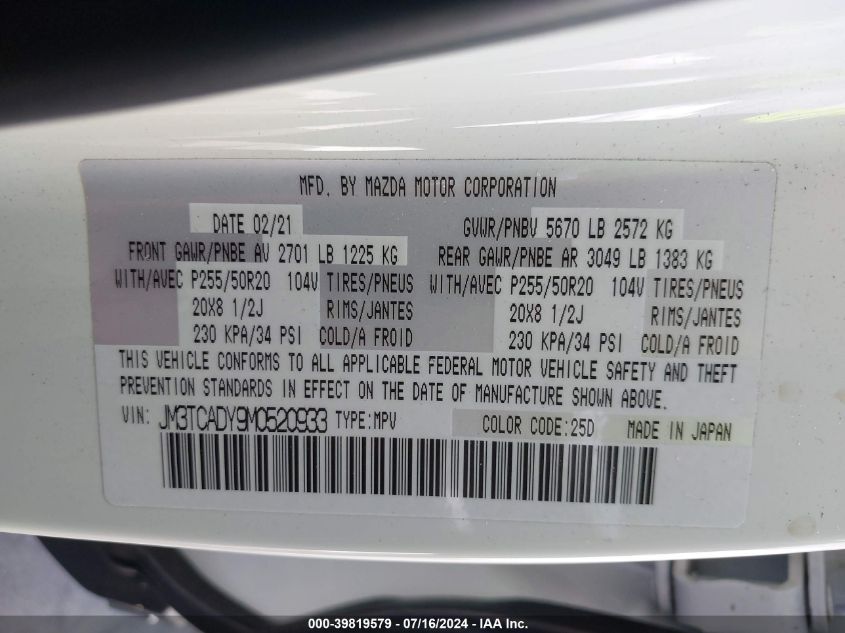 MFD. BY MAZDA MOTOR CORPORATION
DATE 02/21 GVWR/PNBV 5670 LB 2572 KG
FRONT GAWR/PNBE AV 2701 LB 1225 KG REAR GAWR/PNBE AR 3049 LB 1383 KG
WITH/AVEC P255/50R20 104V TIRES/PNEUS WITH/AVEC P255/50R20 104V TIRES/PNEUS
20X8 1/2J RIMS/JANTES 20X8 1/2J RIMS/JANTES
230 KPA/34 PSI COLD/A FROID 230 KPA/34 PSI COLD/A FROID
THIS VEHICLE CONFORMS TO ALL APPLICABLE FEDERAL MOTOR VEHICLE SAFETY AND THEFT
PREVENTION STANDARDS IN EFFECT ON THE DATE OF MANUFACTURE SHOWN ABOVE.
VIN: JM3TCADY9M0520933 TYPE:MPV COLOR CODE:25D MADE IN JAPAN
000-39819579 / 07/16/2024 - IAA Inc.